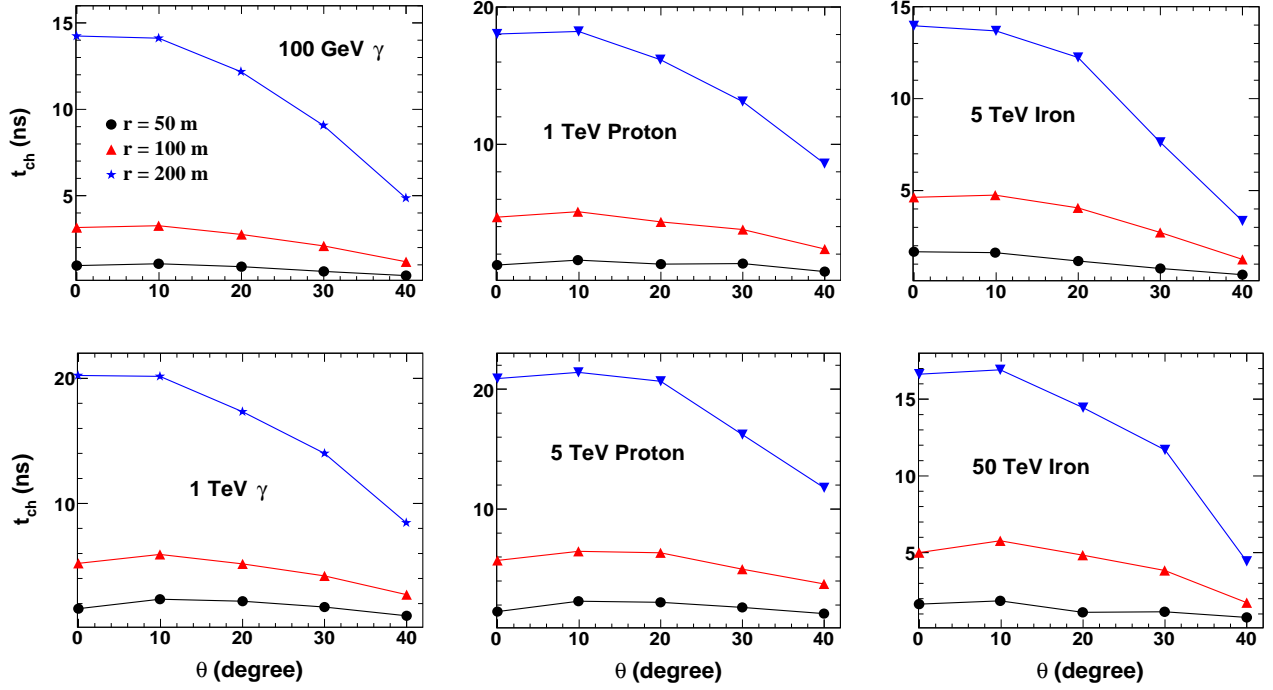 15
10
5
t_ch (ns)
100 GeV γ
r = 50 m
r = 100 m
r = 200 m
0 10 20 30 40
20
10
1 TeV Proton
0 10 20 30 40
15
10
5
5 TeV Iron
0 10 20 30 40
20
10
t_ch (ns)
1 TeV γ
0 10 20 30 40
θ (degree)
20
10
5 TeV Proton
0 10 20 30 40
θ (degree)
15
10
5
50 TeV Iron
0 10 20 30 40
θ (degree)